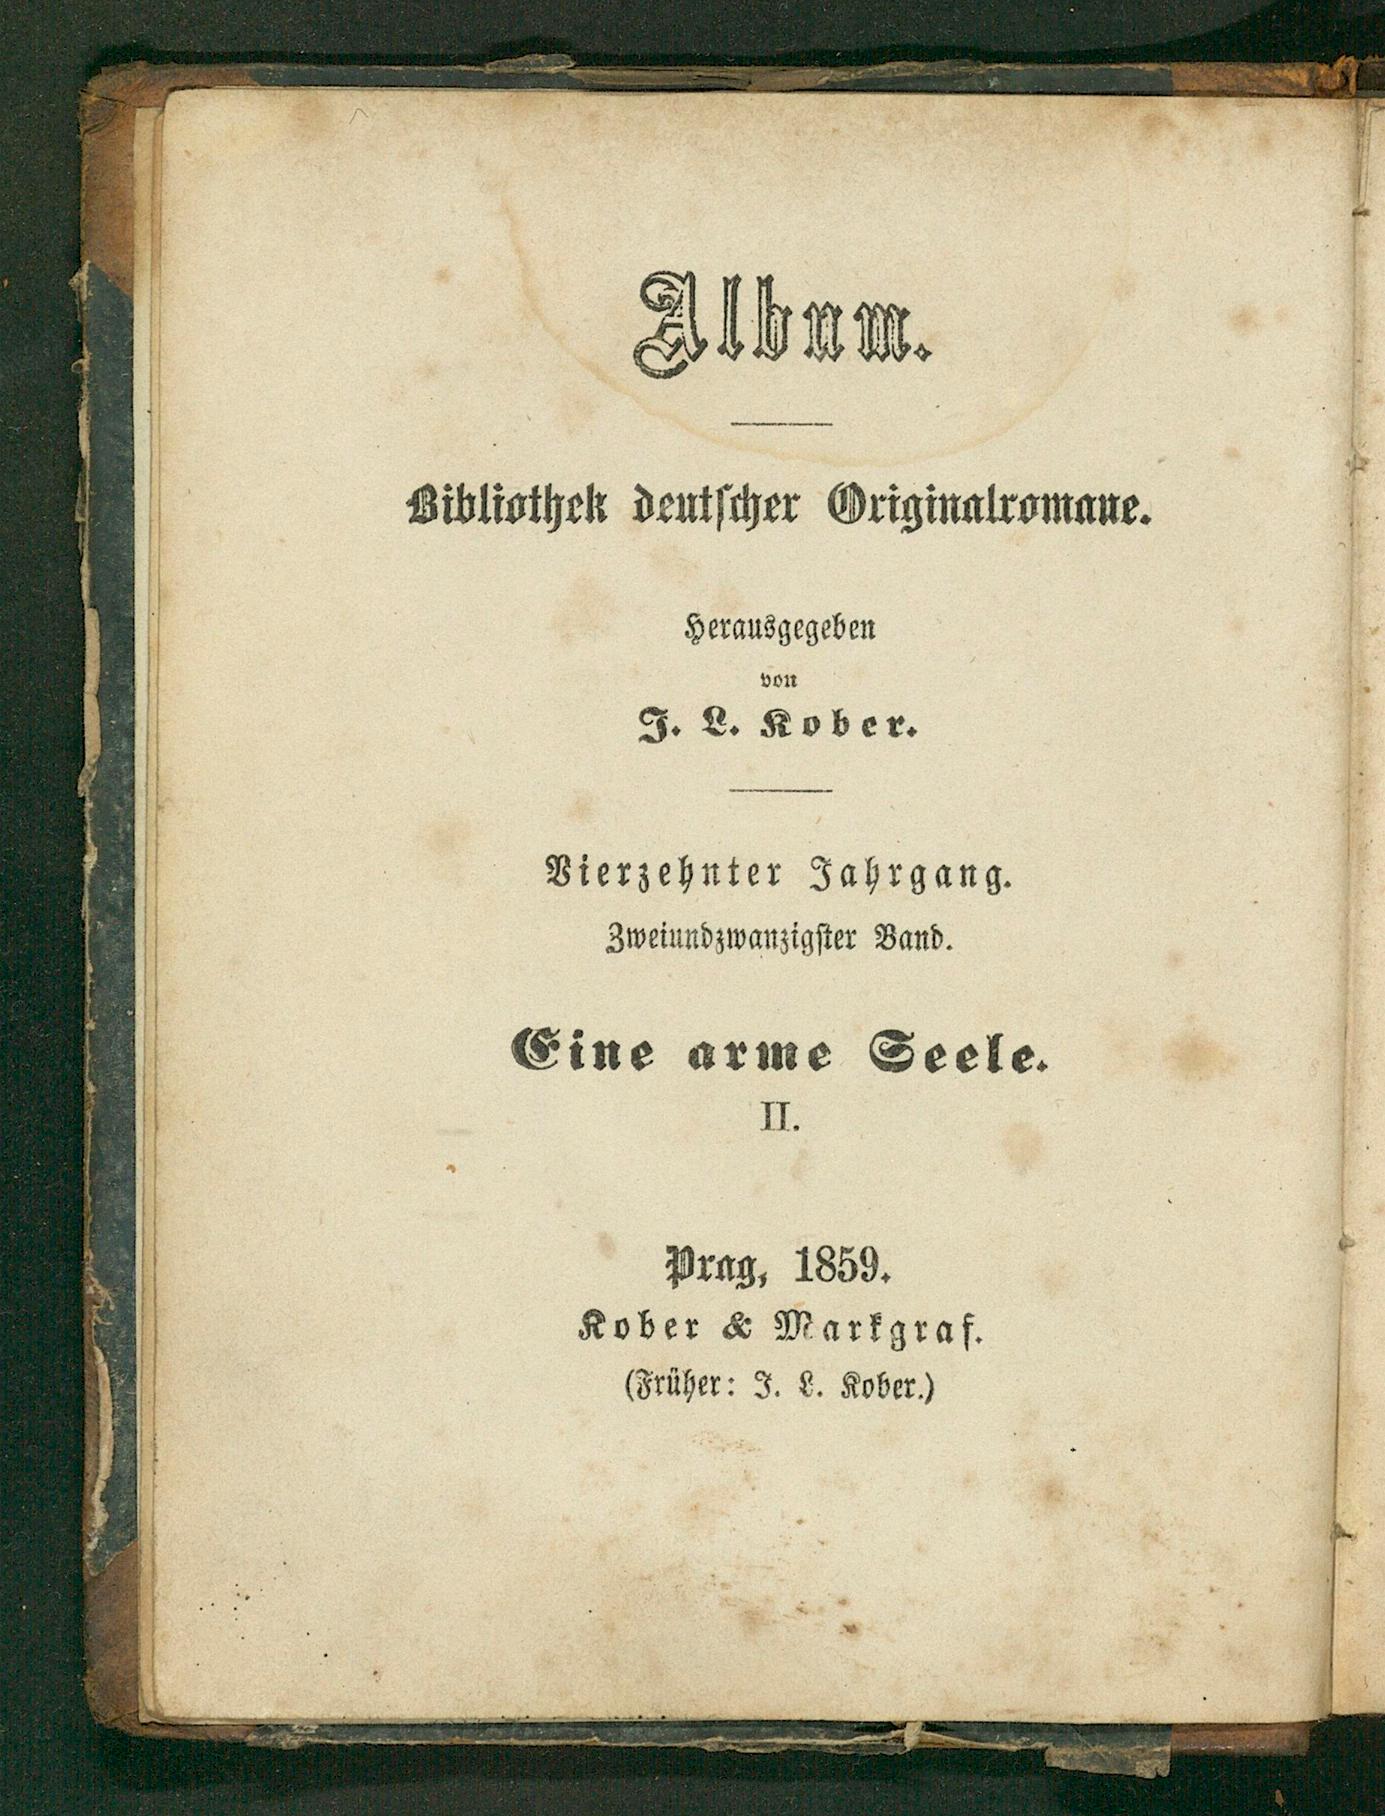 Album.
Bibliothek deutscher Originalromane.
Herausgegeben
von
J. L. Kober.
Vierzehnter Jahrgang.
Zweiundzwanzigster Band.
Eine arme Seele.
II.
Prag, 1859.
Kober & Markgraf.
(Früher: J. L. Kober.)